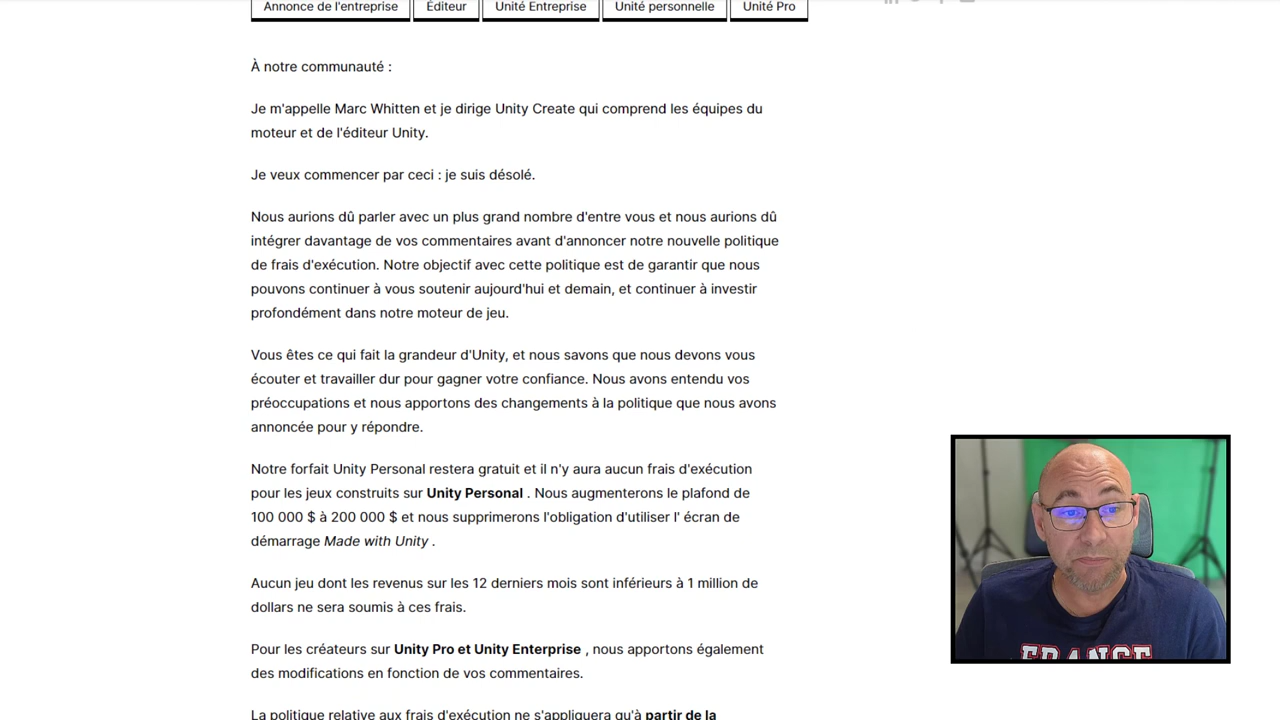 Annonce de l'entreprise Éditeur Unité Entreprise Unité personnelle Unité Pro
À notre communauté :
Je m'appelle Marc Whitten et je dirige Unity Create qui comprend les équipes du
moteur et de l'éditeur Unity.
Je veux commencer par ceci : je suis désolé.
Nous aurions dû parler avec un plus grand nombre d'entre vous et nous aurions dû
intégrer davantage de vos commentaires avant d'annoncer notre nouvelle politique
de frais d'exécution. Notre objectif avec cette politique est de garantir que nous
pouvons continuer à vous soutenir aujourd'hui et demain, et continuer à investir
profondément dans notre moteur de jeu.
Vous êtes ce qui fait la grandeur d'Unity, et nous savons que nous devons vous
écouter et travailler dur pour gagner votre confiance. Nous avons entendu vos
préoccupations et nous apportons des changements à la politique que nous avons
annoncée pour y répondre.
Notre forfait Unity Personal restera gratuit et il n'y aura aucun frais d'exécution
pour les jeux construits sur Unity Personal . Nous augmenterons le plafond de
100 000 $ à 200 000 $ et nous supprimerons l'obligation d'utiliser l' écran de
démarrage Made with Unity .
Aucun jeu dont les revenus sur les 12 derniers mois sont inférieurs à 1 million de
dollars ne sera soumis à ces frais.
Pour les créateurs sur Unity Pro et Unity Enterprise , nous apportons également
des modifications en fonction de vos commentaires.
La politique relative aux frais d'exécution ne s'appliquera qu'à partir de la
FRANCE